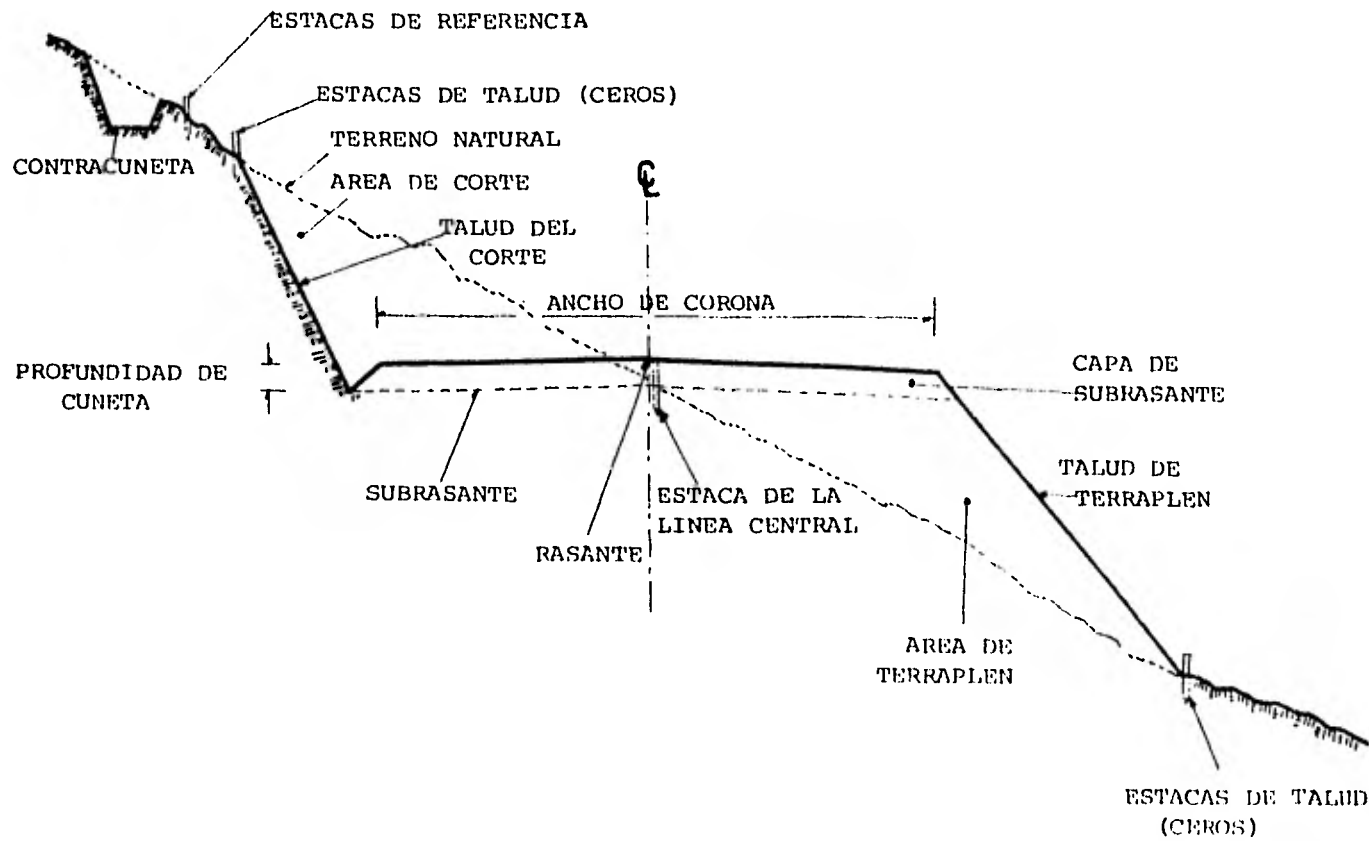 ESTACAS DE REFERENCIA
ESTACAS DE TALUD (CEROS)
TERRENO NATURAL
CONTRACUNETA
AREA DE CORTE
TALUD DEL
CORTE
ANCHO DE CORONA
PROFUNDIDAD DE
CUNETA
CAPA DE
SUBRASANTE
SUBRASANTE
ESTACA DE LA
LINEA CENTRAL
TALUD DE
TERRAPLEN
RASANTE
AREA DE
TERRAPLEN
ESTACAS DE TALUD
(CEROS)